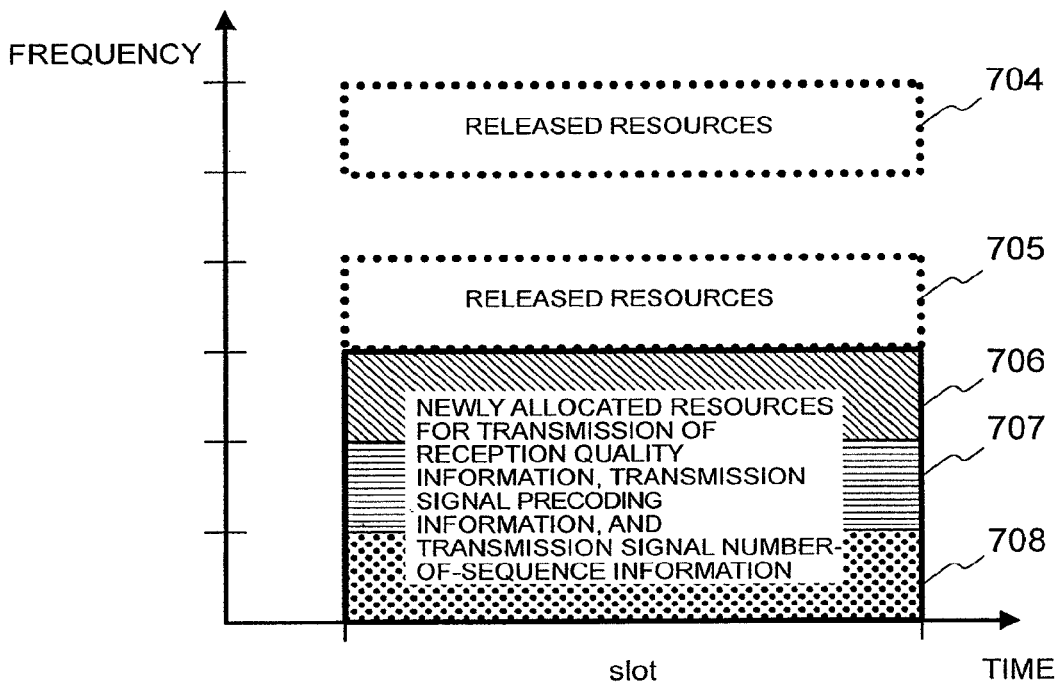 FREQUENCY
704
RELEASED RESOURCES
705
RELEASED RESOURCES
706
NEWLY ALLOCATED RESOURCES
FOR TRANSMISSION OF
RECEPTION QUALITY
INFORMATION, TRANSMISSION
SIGNAL PRECODING
INFORMATION, AND
TRANSMISSION SIGNAL NUMBER-
OF-SEQUENCE INFORMATION
707
708
slot
TIME